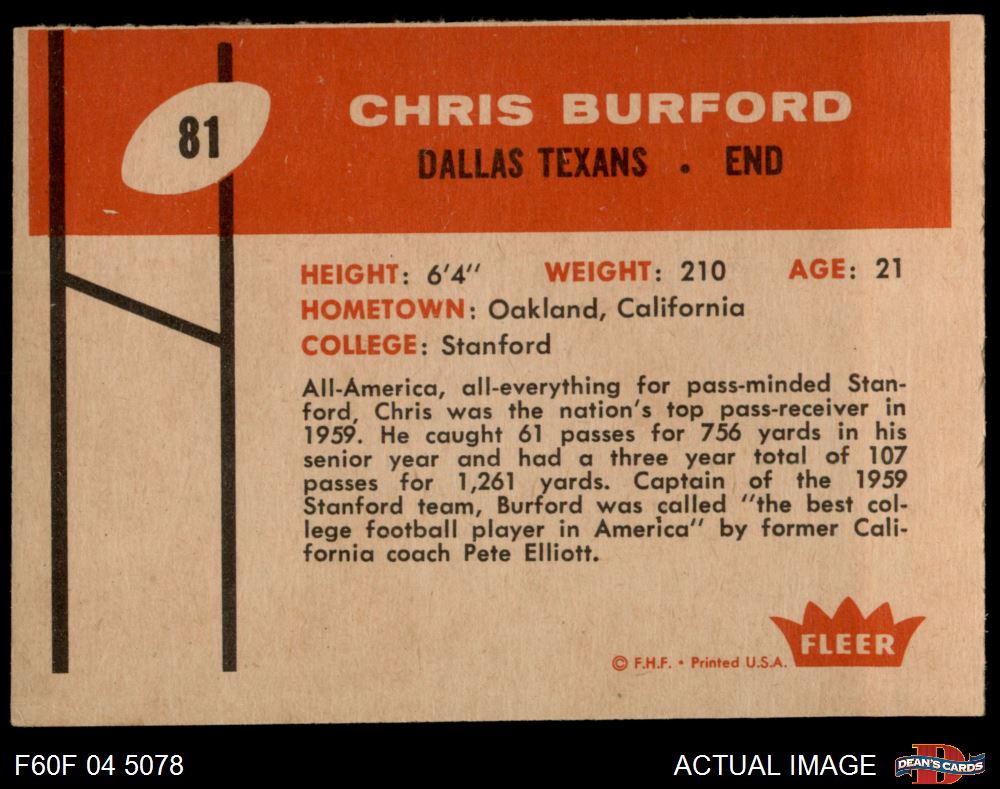 81
CHRIS BURFORD
DALLAS TEXANS • END
HEIGHT: 6'4" WEIGHT: 210 AGE: 21
HOMETOWN: Oakland, California
COLLEGE: Stanford
All-America, all-everything for pass-minded Stan-
ford, Chris was the nation's top pass-receiver in
1959. He caught 61 passes for 756 yards in his
senior year and had a three year total of 107
passes for 1,261 yards. Captain of the 1959
Stanford team, Burford was called "the best col-
lege football player in America" by former Cali-
fornia coach Pete Elliott.
FLEER
© F.H.F. • Printed U.S.A.
F60F 04 5078 ACTUAL IMAGE D DEAN'S CARDS